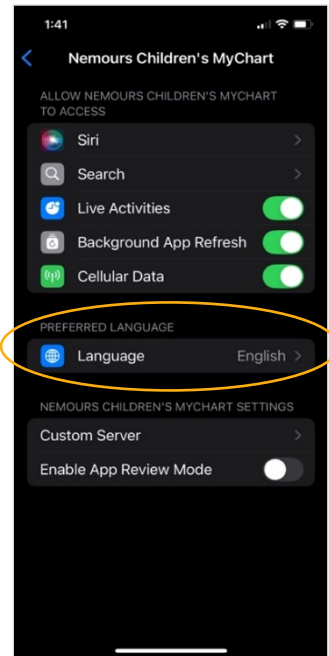 1:41
Nemours Children's MyChart
ALLOW NEMOURS CHILDREN'S MYCHART
TO ACCESS
Siri
Search
Live Activities
Background App Refresh
Cellular Data
PREFERRED LANGUAGE
Language English
NEMOURS CHILDREN'S MYCHART SETTINGS
Custom Server
Enable App Review Mode